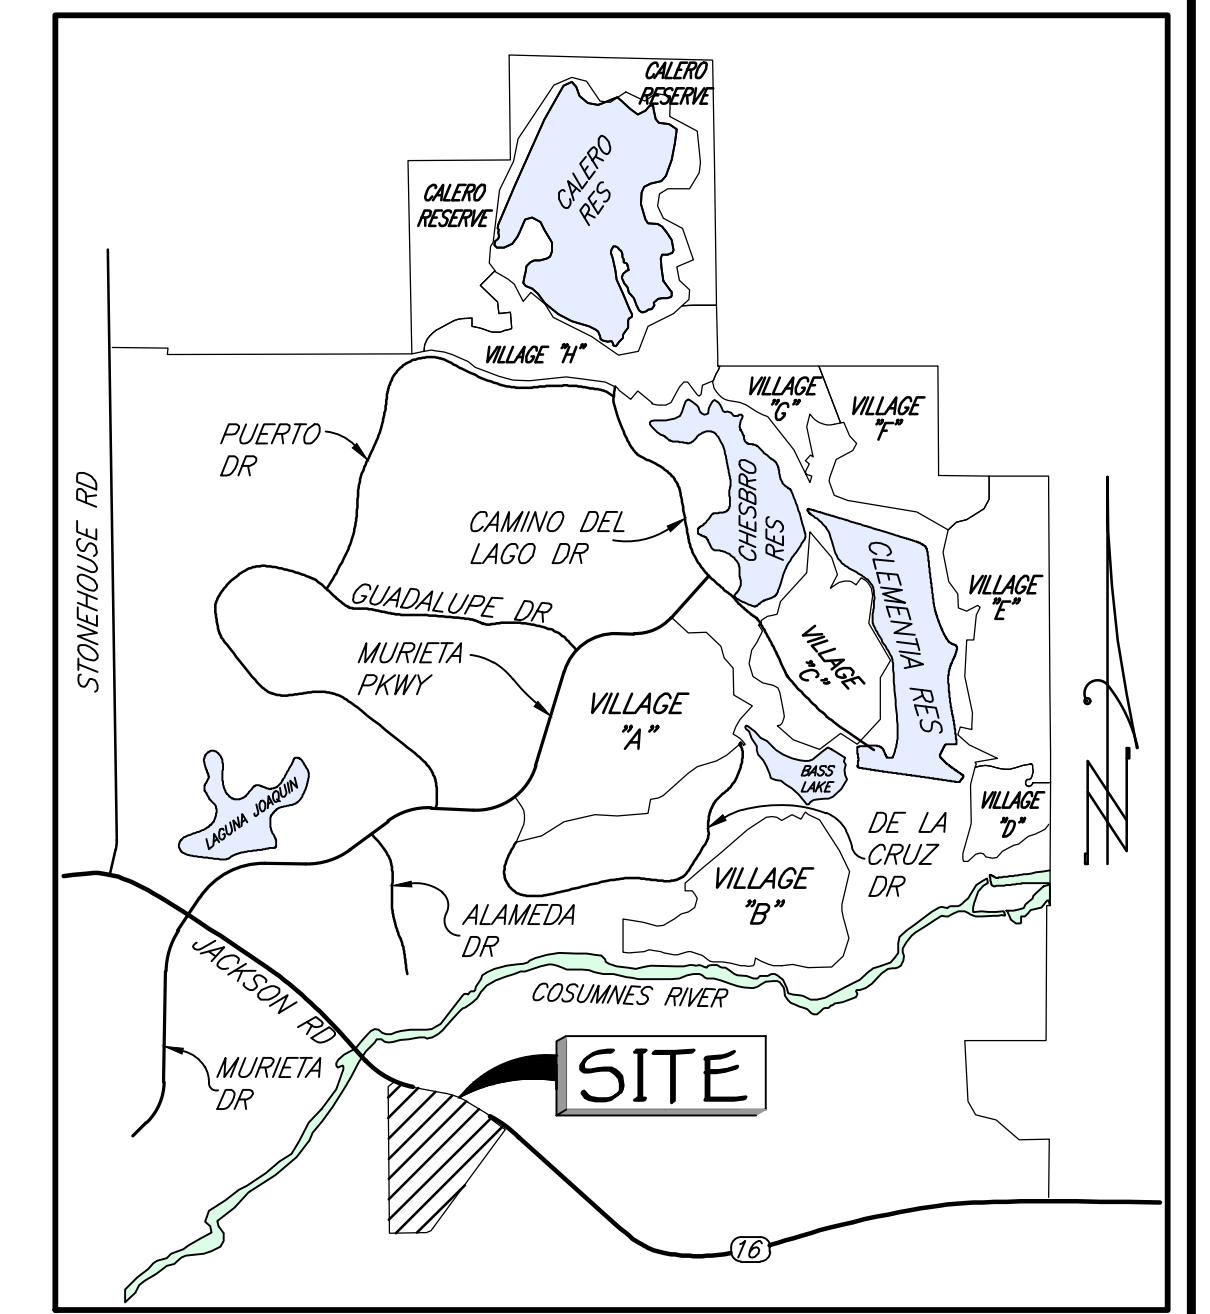 CALERO
RESERVE
CALERO
RES
CALERO
RESERVE
VILLAGE "H"
VILLAGE
"G"
VILLAGE
"F"
PUERTO
DR
CHESBRO
RES
STONEHOUSE RD
CAMINO DEL
LAGO DR
CLEMENTIA RES
VILLAGE
"E"
GUADALUPE DR
MURIETA
PKWY
VILLAGE
"C"
VILLAGE
"A"
N
BASS
LAKE
LAGUNA JOAQUIN
VILLAGE
"D"
DE LA
CRUZ
DR
VILLAGE
"B"
ALAMEDA
DR
JACKSON RD
COSUMNES RIVER
MURIETA
DR
SITE
16